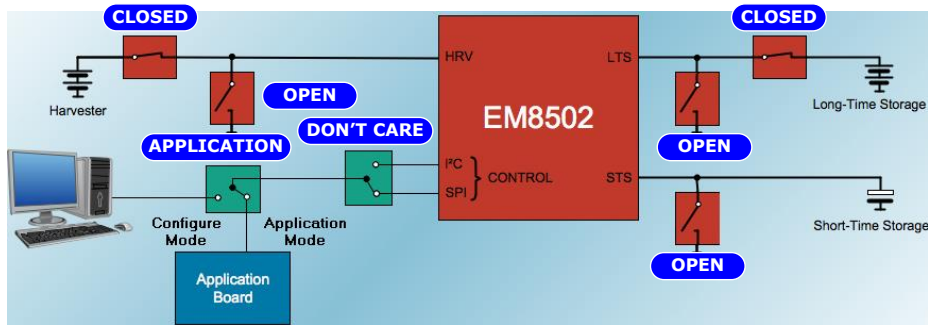 CLOSED
CLOSED
HRV
LTS
Harvester
OPEN
EM8502
Long-Time Storage
APPLICATION
DON'T CARE
OPEN
I²C
SPI
CONTROL
STS
Configure
Mode
Application
Mode
Short-Time Storage
OPEN
Application
Board